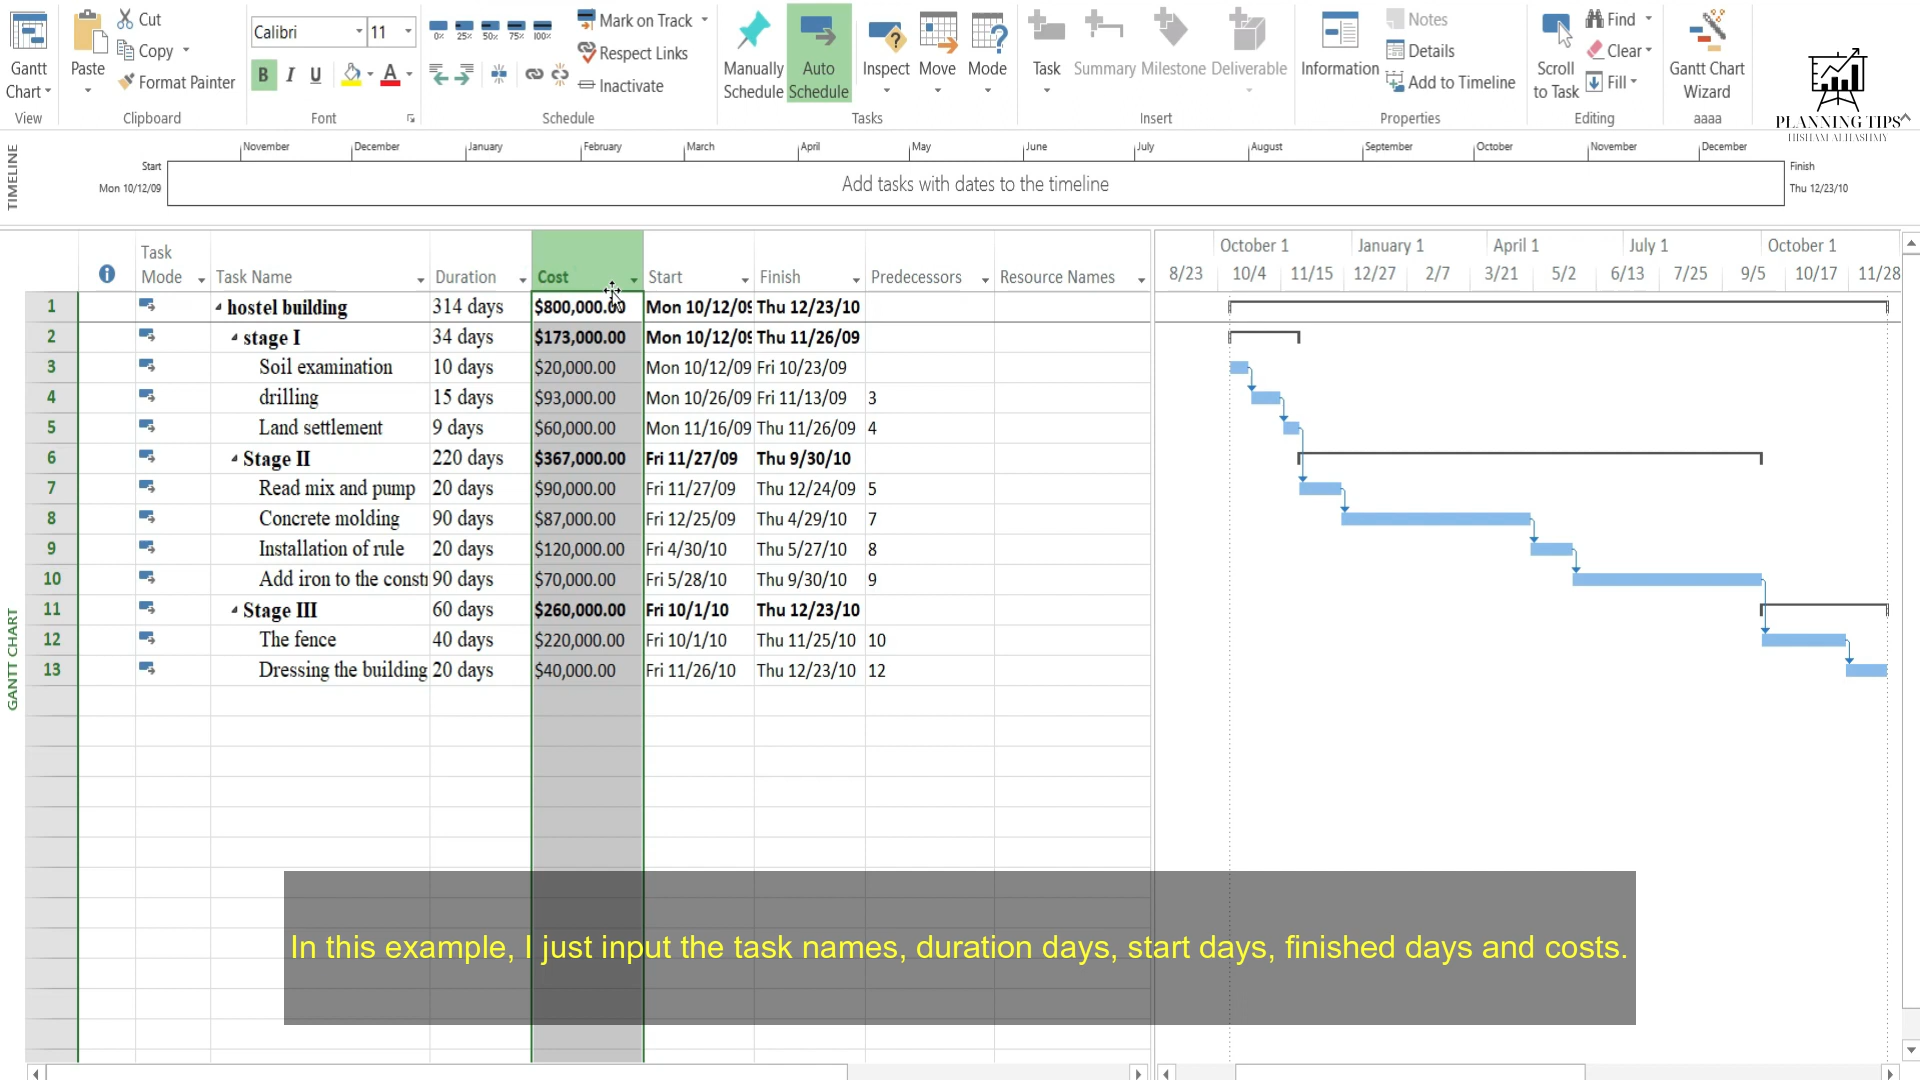 Gantt
Chart
View
Paste
Cut
Copy
Format Painter
Clipboard
Calibri
11
B I U
A
Font
0% 25% 50% 75% 100%
Mark on Track
Respect Links
Inactivate
Schedule
Manually
Schedule
Auto
Schedule
Inspect
Move
Mode
Tasks
Task
Summary
Milestone
Deliverable
Insert
Information
Notes
Details
Add to Timeline
Properties
Scroll
to Task
Find
Clear
Fill
Editing
Gantt Chart
Wizard
aaaa
PLANNING TIPS
HISHAM ALHASHMY
TIMELINE
November December January February March April May June July August September October November December
Start
Mon 10/12/09
Add tasks with dates to the timeline
Finish
Thu 12/23/10
Task
Mode
Task Name
Duration
Cost
Start
Finish
Predecessors
Resource Names
October 1 January 1 April 1 July 1 October 1
8/23 10/4 11/15 12/27 2/7 3/21 5/2 6/13 7/25 9/5 10/17 11/28
1 hostel building 314 days $800,000.00 Mon 10/12/09 Thu 12/23/10
2 stage I 34 days $173,000.00 Mon 10/12/09 Thu 11/26/09
3 Soil examination 10 days $20,000.00 Mon 10/12/09 Fri 10/23/09
4 drilling 15 days $93,000.00 Mon 10/26/09 Fri 11/13/09 3
5 Land settlement 9 days $60,000.00 Mon 11/16/09 Thu 11/26/09 4
6 Stage II 220 days $367,000.00 Fri 11/27/09 Thu 9/30/10
7 Read mix and pump 20 days $90,000.00 Fri 11/27/09 Thu 12/24/09 5
8 Concrete molding 90 days $87,000.00 Fri 12/25/09 Thu 4/29/10 7
9 Installation of rule 20 days $120,000.00 Fri 4/30/10 Thu 5/27/10 8
10 Add iron to the constr 90 days $70,000.00 Fri 5/28/10 Thu 9/30/10 9
11 Stage III 60 days $260,000.00 Fri 10/1/10 Thu 12/23/10
12 The fence 40 days $220,000.00 Fri 10/1/10 Thu 11/25/10 10
13 Dressing the building 20 days $40,000.00 Fri 11/26/10 Thu 12/23/10 12
GANTT CHART
In this example, I just input the task names, duration days, start days, finished days and costs.